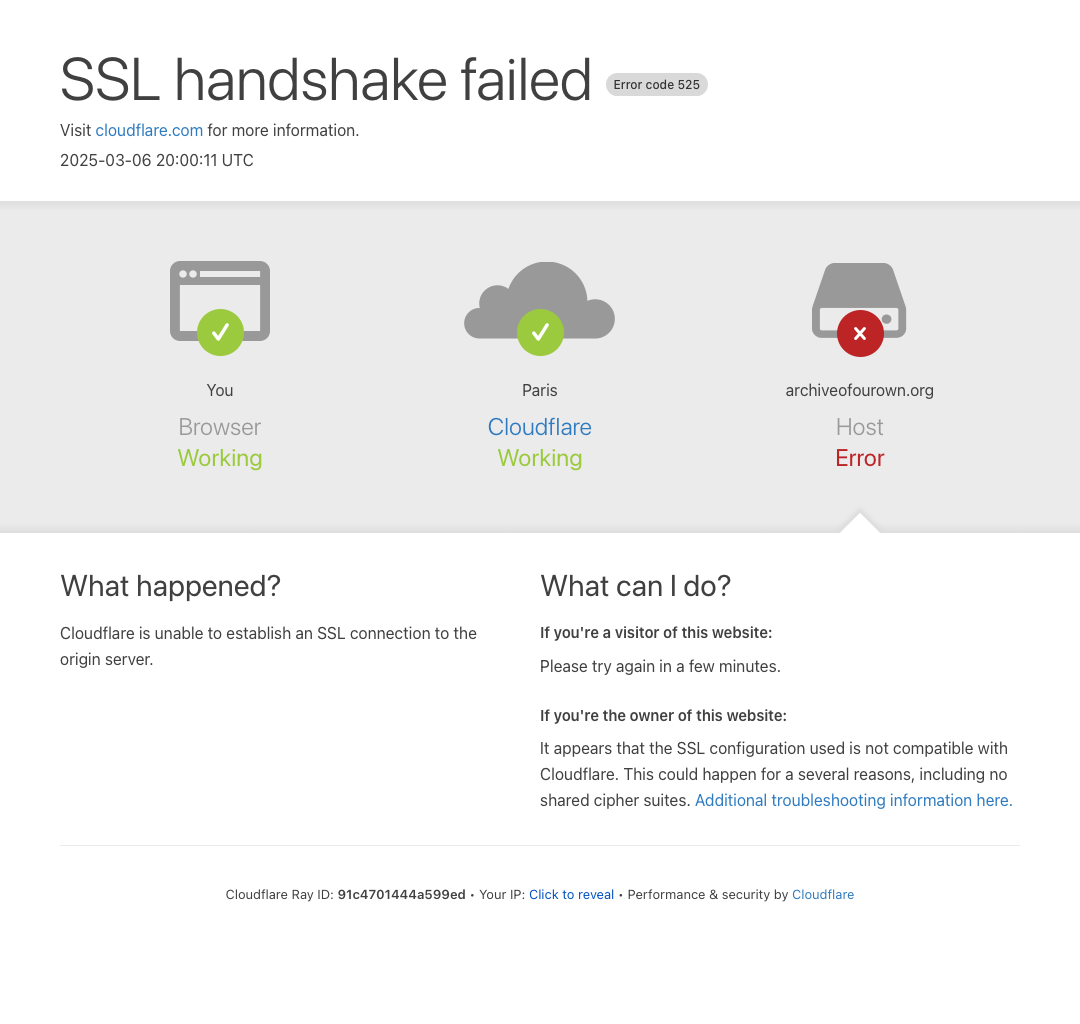 SSL handshake failed Error code 525
Visit cloudflare.com for more information.
2025-03-06 20:00:11 UTC
You
Browser
Working
Paris
Cloudflare
Working
archiveofourown.org
Host
Error
What happened?
Cloudflare is unable to establish an SSL connection to the
origin server.
What can I do?
If you're a visitor of this website:
Please try again in a few minutes.
If you're the owner of this website:
It appears that the SSL configuration used is not compatible with
Cloudflare. This could happen for a several reasons, including no
shared cipher suites. Additional troubleshooting information here.
Cloudflare Ray ID: 91c4701444a599ed • Your IP: Click to reveal • Performance & security by Cloudflare